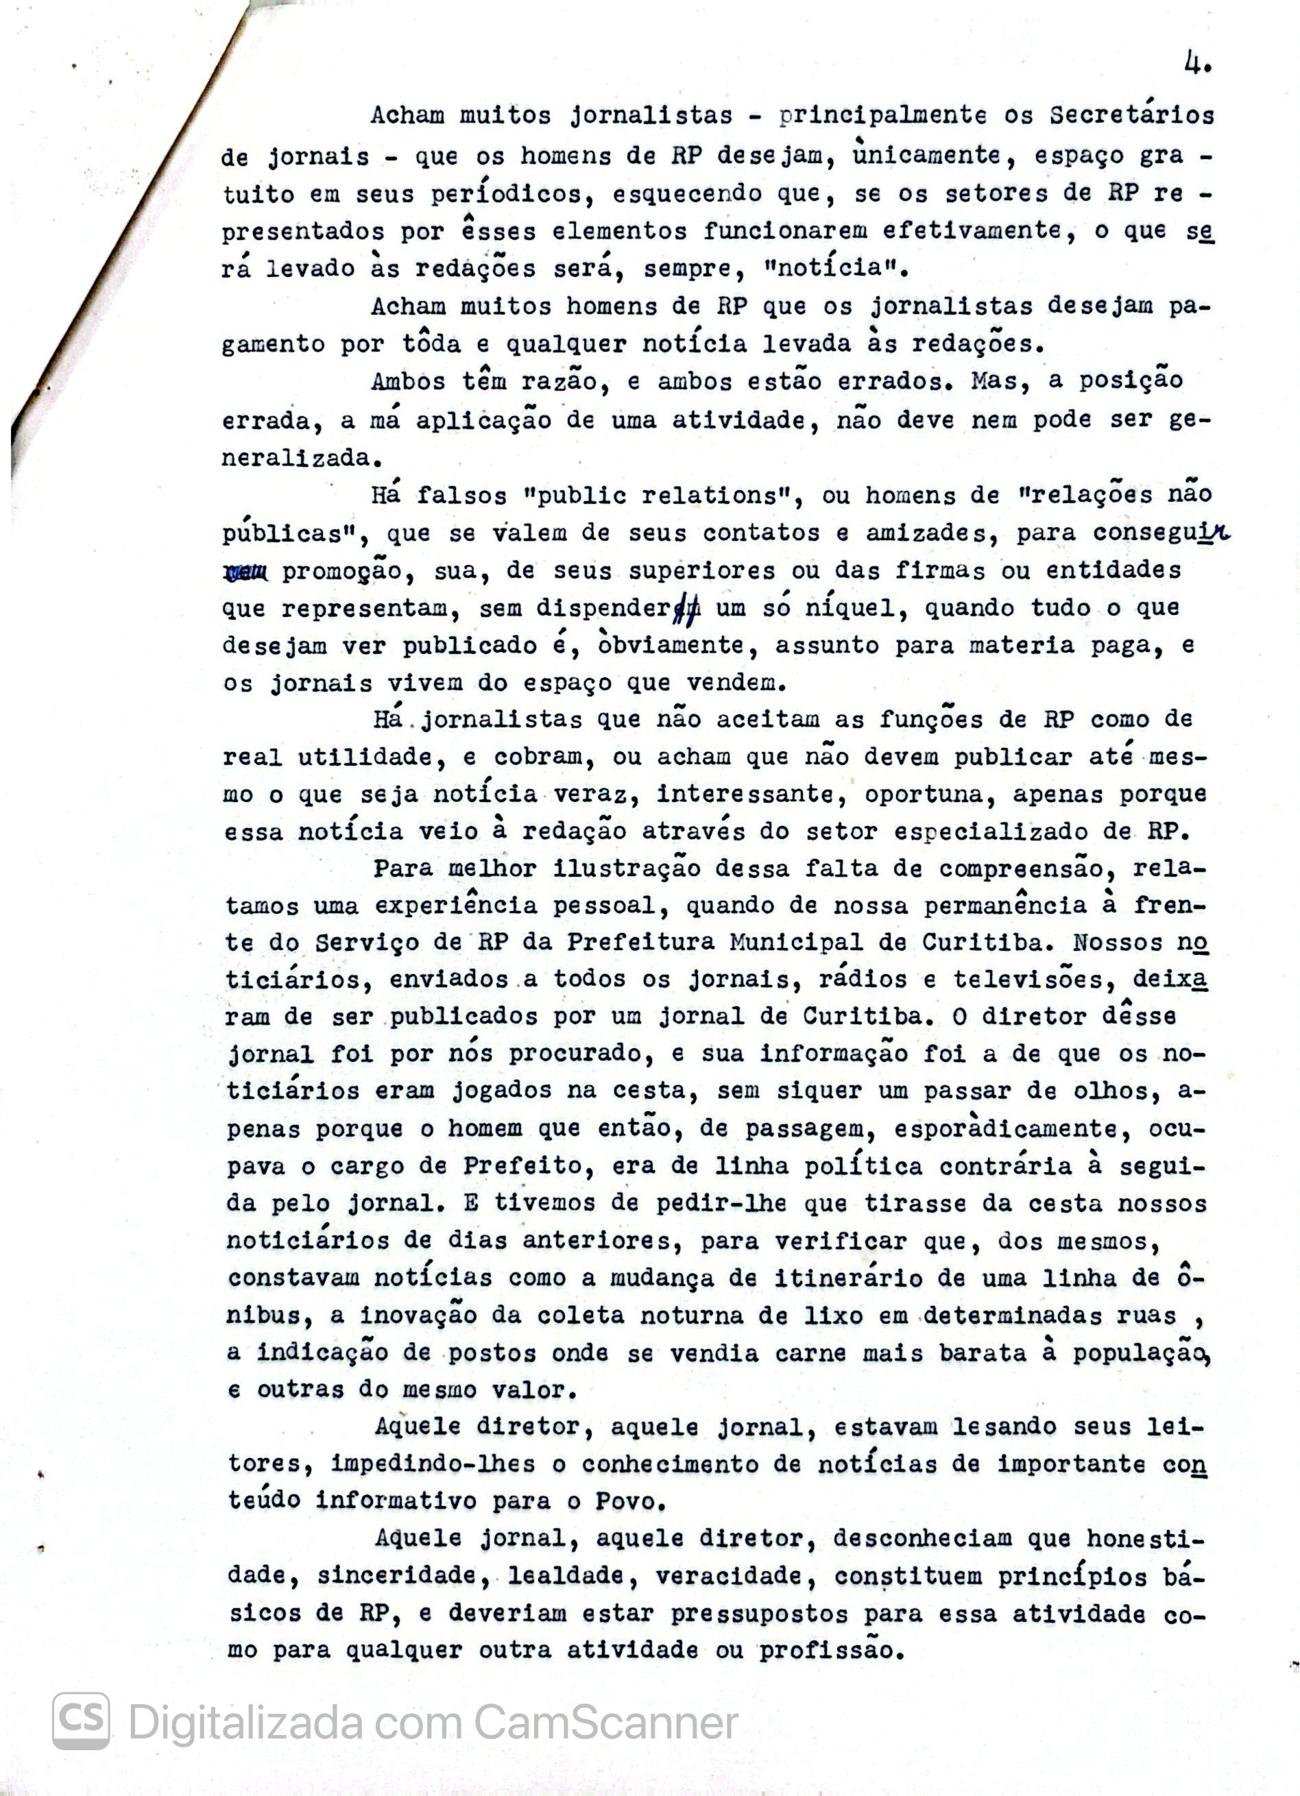 4.
Acham muitos jornalistas - principalmente os Secretários
de jornais - que os homens de RP desejam, ùnicamente, espaço gra -
tuito em seus períodicos, esquecendo que, se os setores de RP re -
presentados por êsses elementos funcionarem efetivamente, o que se
rá levado às redações será, sempre, "notícia".
Acham muitos homens de RP que os jornalistas desejam pa-
gamento por tôda e qualquer notícia levada às redações.
Ambos têm razão, e ambos estão errados. Mas, a posição
errada, a má aplicação de uma atividade, não deve nem pode ser ge-
neralizada.
Há falsos "public relations", ou homens de "relações não
públicas", que se valem de seus contatos e amizades, para conseguir
promoção, sua, de seus superiores ou das firmas ou entidades
que representam, sem dispender um só níquel, quando tudo o que
desejam ver publicado é, òbviamente, assunto para materia paga, e
os jornais vivem do espaço que vendem.
Há jornalistas que não aceitam as funções de RP como de
real utilidade, e cobram, ou acham que não devem publicar até mes-
mo o que seja notícia veraz, interessante, oportuna, apenas porque
essa notícia veio à redação através do setor especializado de RP.
Para melhor ilustração dessa falta de compreensão, rela-
tamos uma experiência pessoal, quando de nossa permanência à fren-
te do Serviço de RP da Prefeitura Municipal de Curitiba. Nossos no
ticiários, enviados a todos os jornais, rádios e televisões, deixa
ram de ser publicados por um jornal de Curitiba. O diretor dêsse
jornal foi por nós procurado, e sua informação foi a de que os no-
ticiários eram jogados na cesta, sem siquer um passar de olhos, a-
penas porque o homem que então, de passagem, esporàdicamente, ocu-
pava o cargo de Prefeito, era de linha política contrária à segui-
da pelo jornal. E tivemos de pedir-lhe que tirasse da cesta nossos
noticiários de dias anteriores, para verificar que, dos mesmos,
constavam notícias como a mudança de itinerário de uma linha de ô-
nibus, a inovação da coleta noturna de lixo em determinadas ruas ,
a indicação de postos onde se vendia carne mais barata à população,
e outras do mesmo valor.
Aquele diretor, aquele jornal, estavam lesando seus lei-
tores, impedindo-lhes o conhecimento de notícias de importante con
teúdo informativo para o Povo.
Aquele jornal, aquele diretor, desconheciam que honesti-
dade, sinceridade, lealdade, veracidade, constituem princípios bá-
sicos de RP, e deveriam estar pressupostos para essa atividade co-
mo para qualquer outra atividade ou profissão.
CS Digitalizada com CamScanner